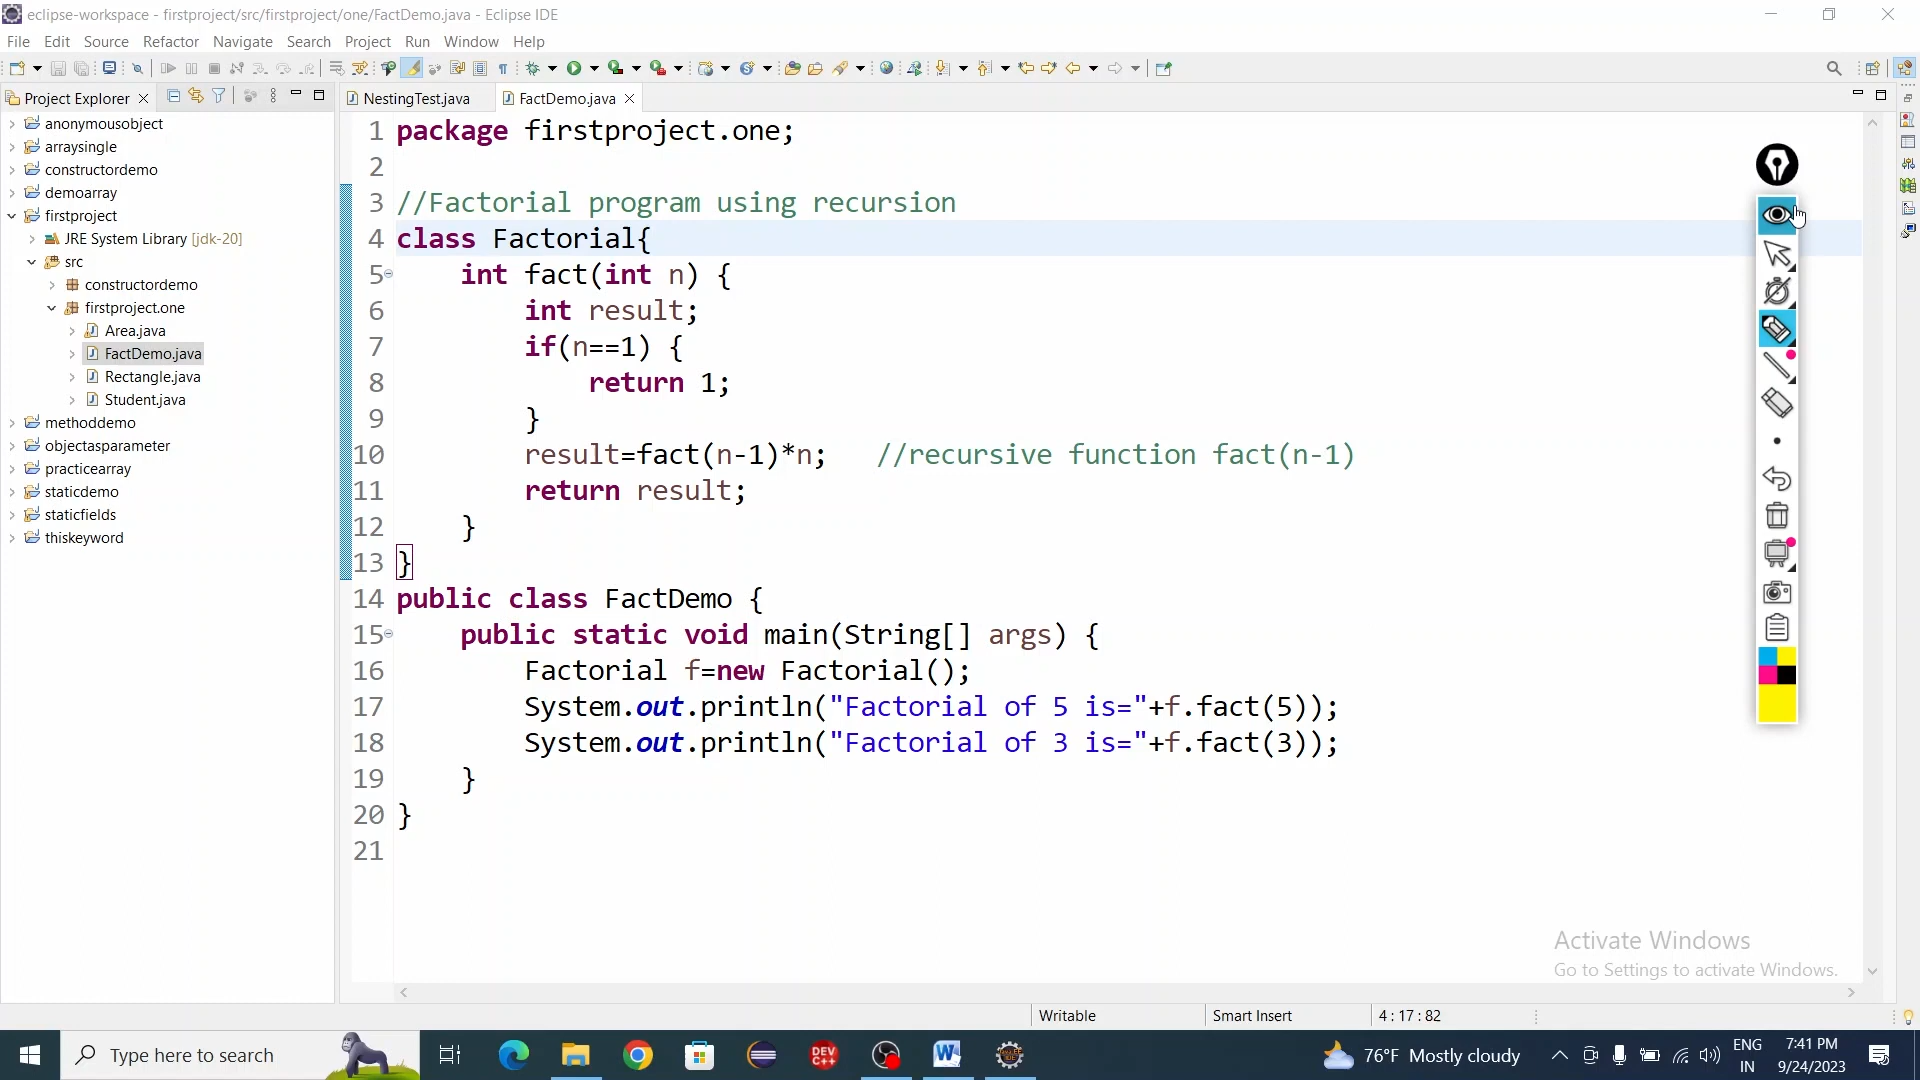 eclipse-workspace - firstproject/src/firstproject/one/FactDemo.java - Eclipse IDE
File Edit Source Refactor Navigate Search Project Run Window Help
Project Explorer
NestingTest.java
FactDemo.java
anonymousobject
arraysingle
constructordemo
demoarray
firstproject
JRE System Library [jdk-20]
src
constructordemo
firstproject.one
Area.java
FactDemo.java
Rectangle.java
Student.java
methoddemo
objectasparameter
practicearray
staticdemo
staticfields
thiskeyword
1 package firstproject.one;
2
3 //Factorial program using recursion
4 class Factorial{
5 int fact(int n) {
6 int result;
7 if(n==1) {
8 return 1;
9 }
10 result=fact(n-1)*n; //recursive function fact(n-1)
11 return result;
12 }
13 }
14 public class FactDemo {
15 public static void main(String[] args) {
16 Factorial f=new Factorial();
17 System.out.println("Factorial of 5 is="+f.fact(5));
18 System.out.println("Factorial of 3 is="+f.fact(3));
19 }
20 }
21
Activate Windows
Go to Settings to activate Windows.
Writable
Smart Insert
4 : 17 : 82
Type here to search
DEV C++
76°F Mostly cloudy
ENG
IN
7:41 PM
9/24/2023